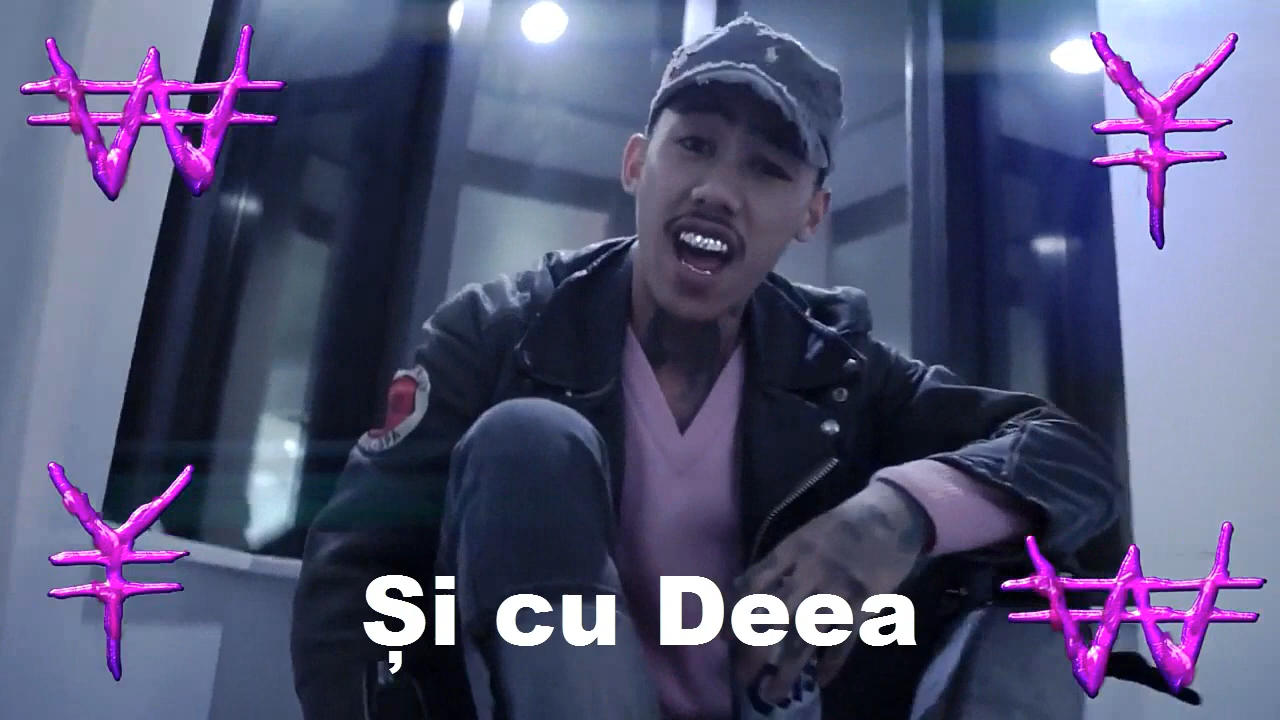 ₩ ¥
¥ ₩
Și cu Deea